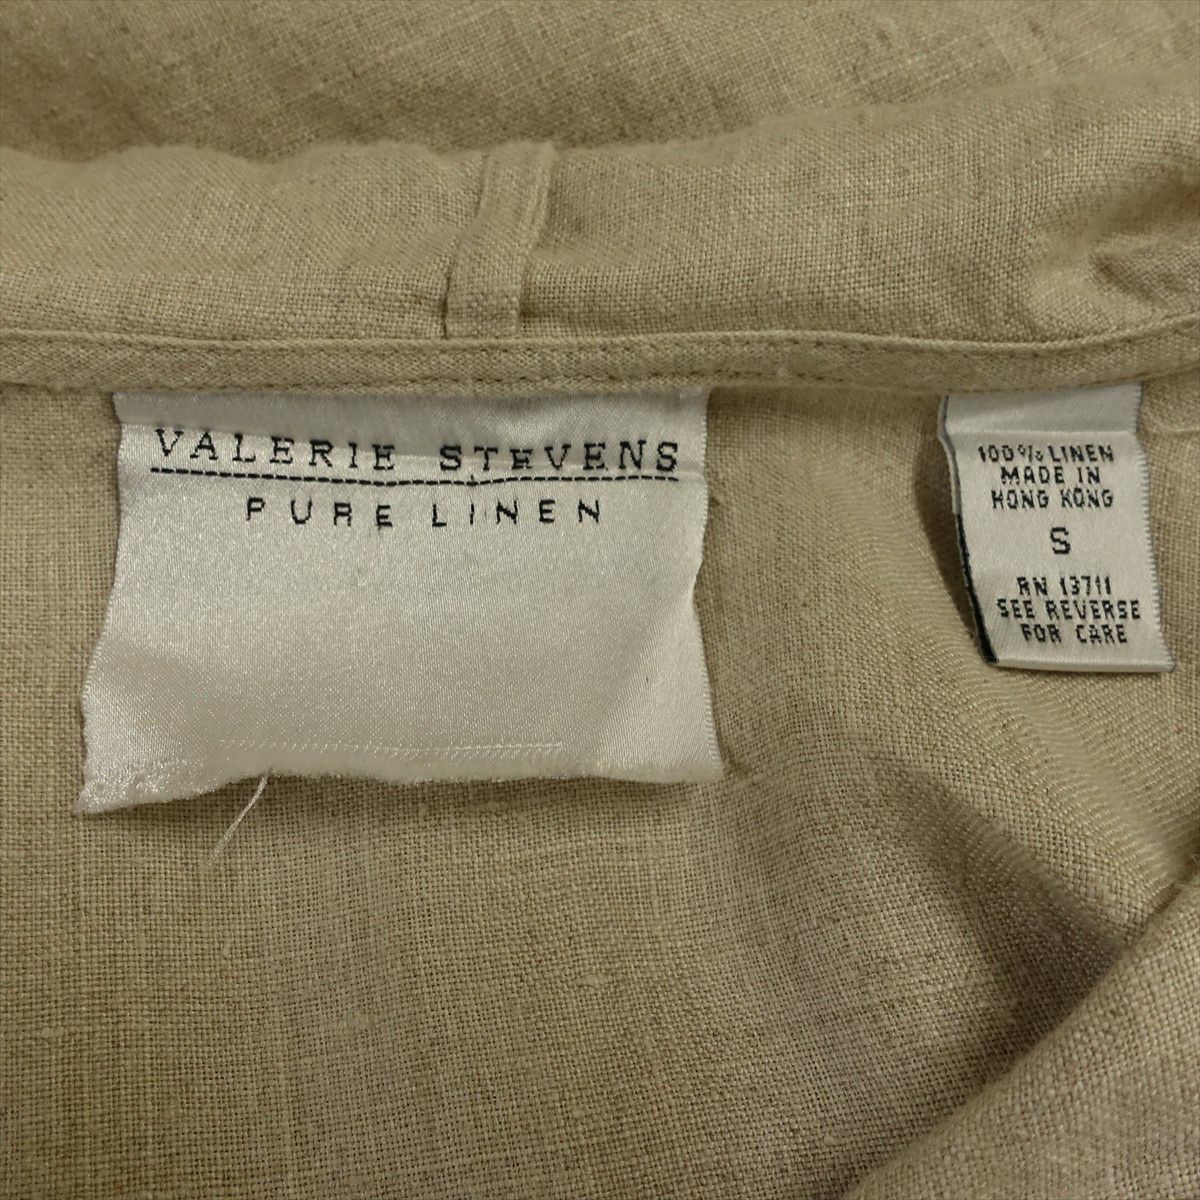 VALERIE STEVENS
PURE LINEN
100% LINEN
MADE IN
HONG KONG
S
RN 13711
SEE REVERSE
FOR CARE